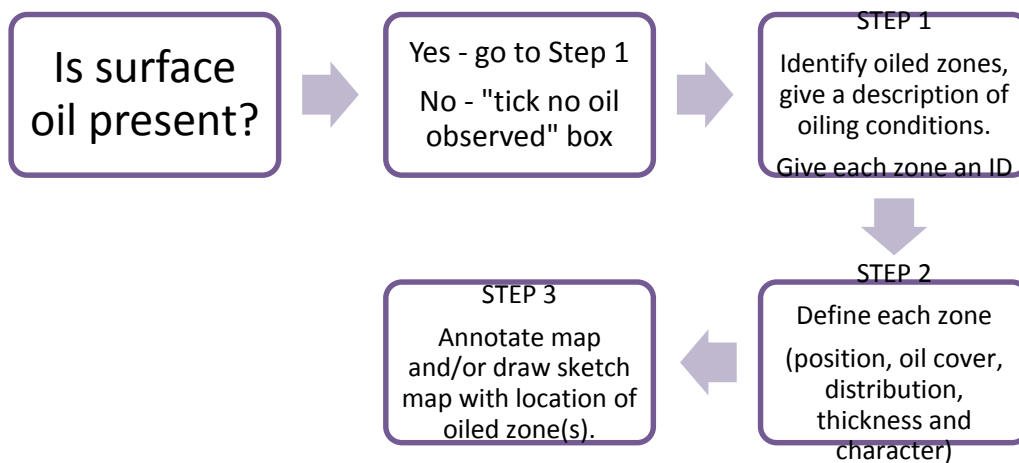 Is surface
oil present?
Yes - go to Step 1
No - "tick no oil
observed" box
STEP 1
Identify oiled zones,
give a description of
oiling conditions.
Give each zone an ID
STEP 2
Define each zone
(position, oil cover,
distribution,
thickness and
character)
STEP 3
Annotate map
and/or draw sketch
map with location of
oiled zone(s).